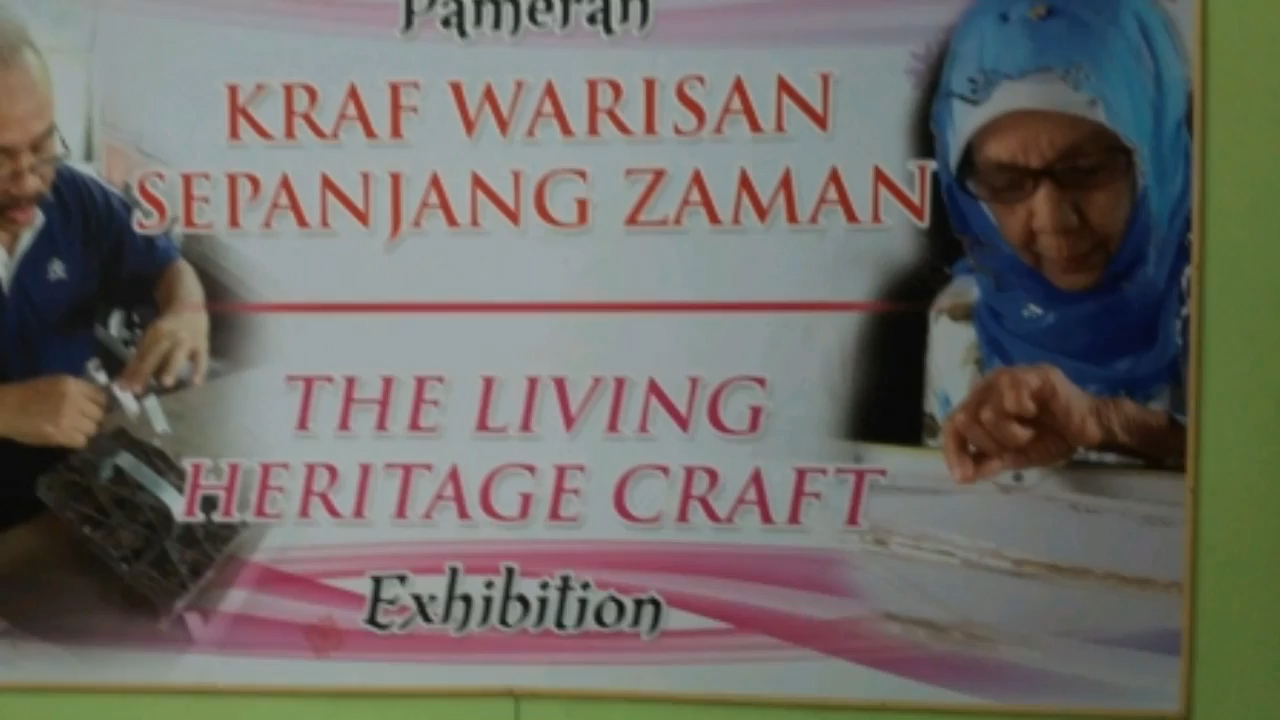 Pameran
KRAF WARISAN
SEPANJANG ZAMAN
THE LIVING
HERITAGE CRAFT
Exhibition